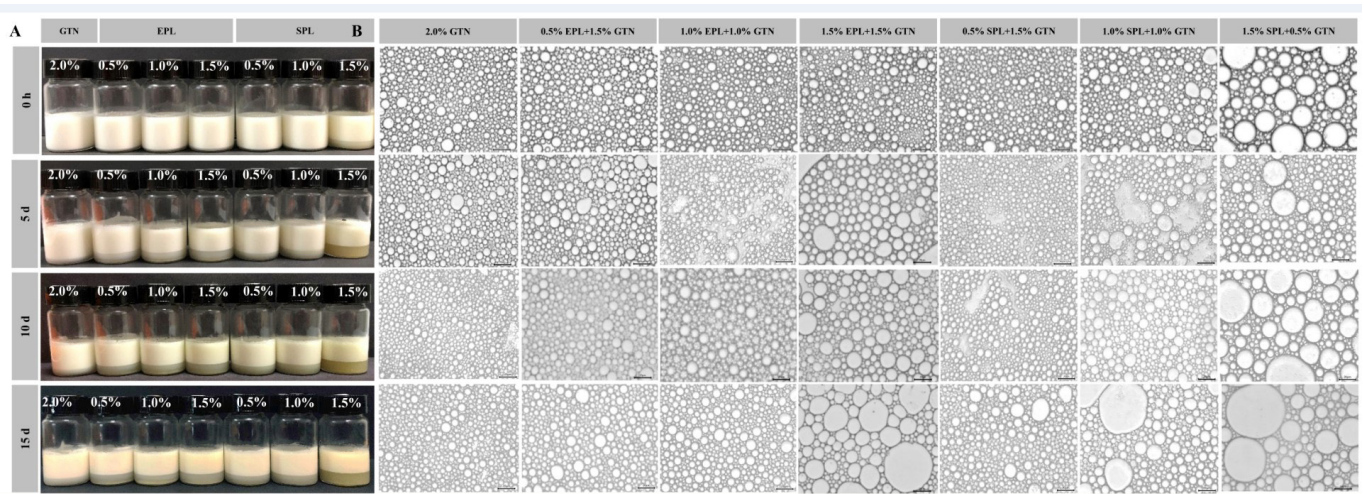 A
GTN
EPL
SPL
B
2.0% GTN
0.5% EPL+1.5% GTN
1.0% EPL+1.0% GTN
1.5% EPL+1.5% GTN
0.5% SPL+1.5% GTN
1.0% SPL+1.0% GTN
1.5% SPL+0.5% GTN
0 h
2.0% 0.5% 1.0% 1.5% 0.5% 1.0% 1.5%
5 d
2.0% 0.5% 1.0% 1.5% 0.5% 1.0% 1.5%
10 d
2.0% 0.5% 1.0% 1.5% 0.5% 1.0% 1.5%
15 d
2.0% 0.5% 1.0% 1.5% 0.5% 1.0% 1.5%